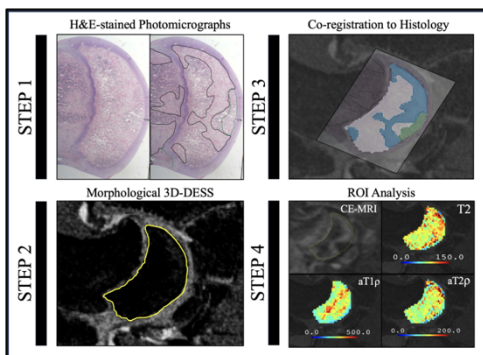 H&E-stained Photomicrographs
STEP 1
Co-registration to Histology
STEP 3
Morphological 3D-DESS
STEP 2
ROI Analysis
STEP 4
CE-MRI
T2
0.0 150.0
aT1ρ
0.0 500.0
aT2ρ
0.0 200.0